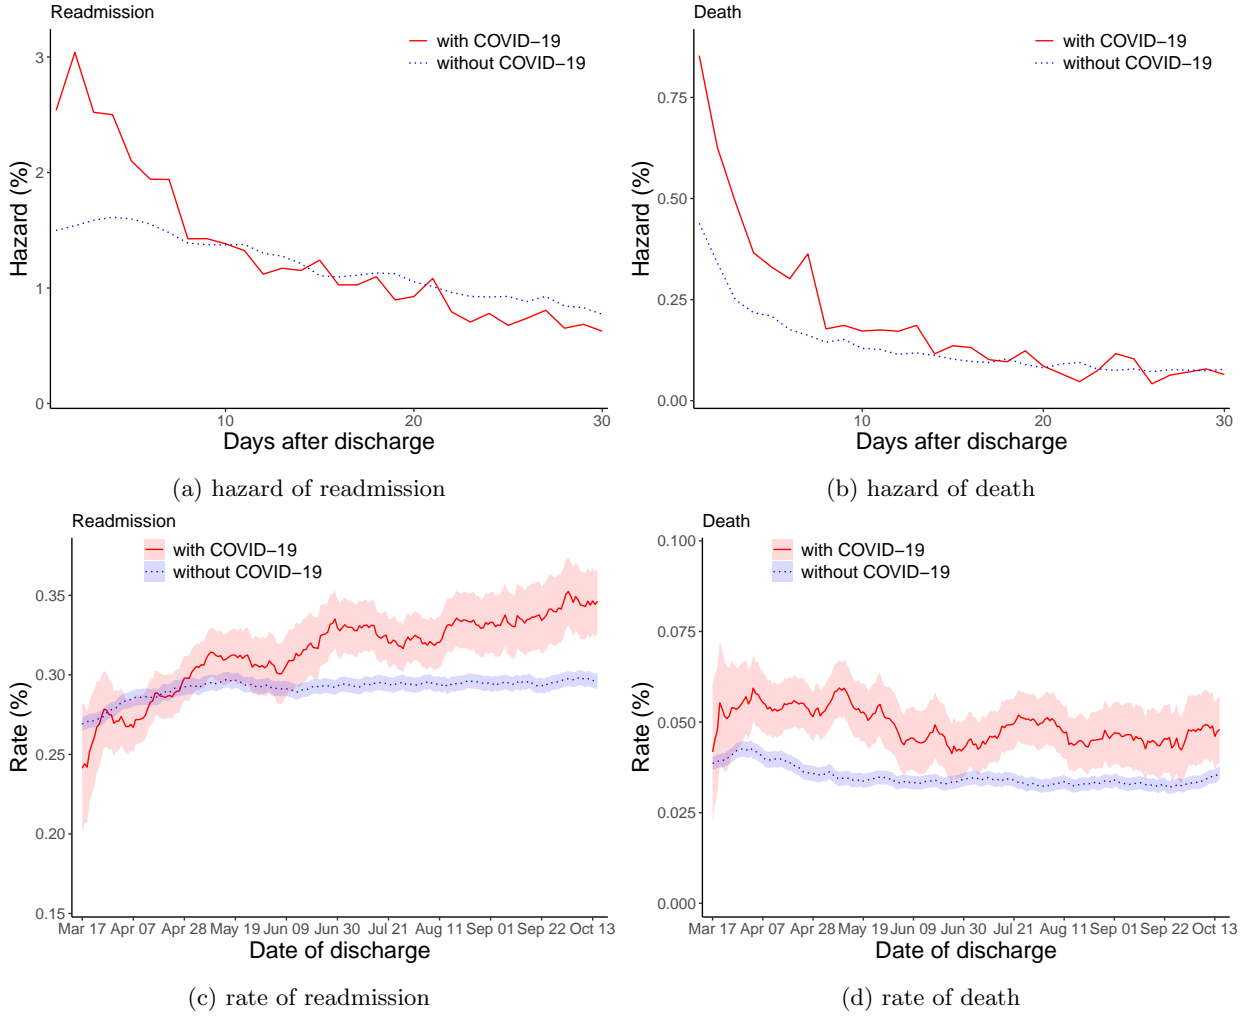 Readmission
with COVID−19
without COVID−19
3
2
1
0
Hazard (%)
10
20
30
Days after discharge
(a) hazard of readmission
Death
with COVID−19
without COVID−19
0.75
0.50
0.25
0.00
Hazard (%)
10
20
30
Days after discharge
(b) hazard of death
Readmission
with COVID−19
without COVID−19
0.35
0.30
0.25
0.20
0.15
Rate (%)
Mar 17 Apr 07 Apr 28 May 19 Jun 09 Jun 30 Jul 21 Aug 11 Sep 01 Sep 22 Oct 13
Date of discharge
(c) rate of readmission
Death
with COVID−19
without COVID−19
0.100
0.075
0.050
0.025
0.000
Rate (%)
Mar 17 Apr 07 Apr 28 May 19 Jun 09 Jun 30 Jul 21 Aug 11 Sep 01 Sep 22 Oct 13
Date of discharge
(d) rate of death